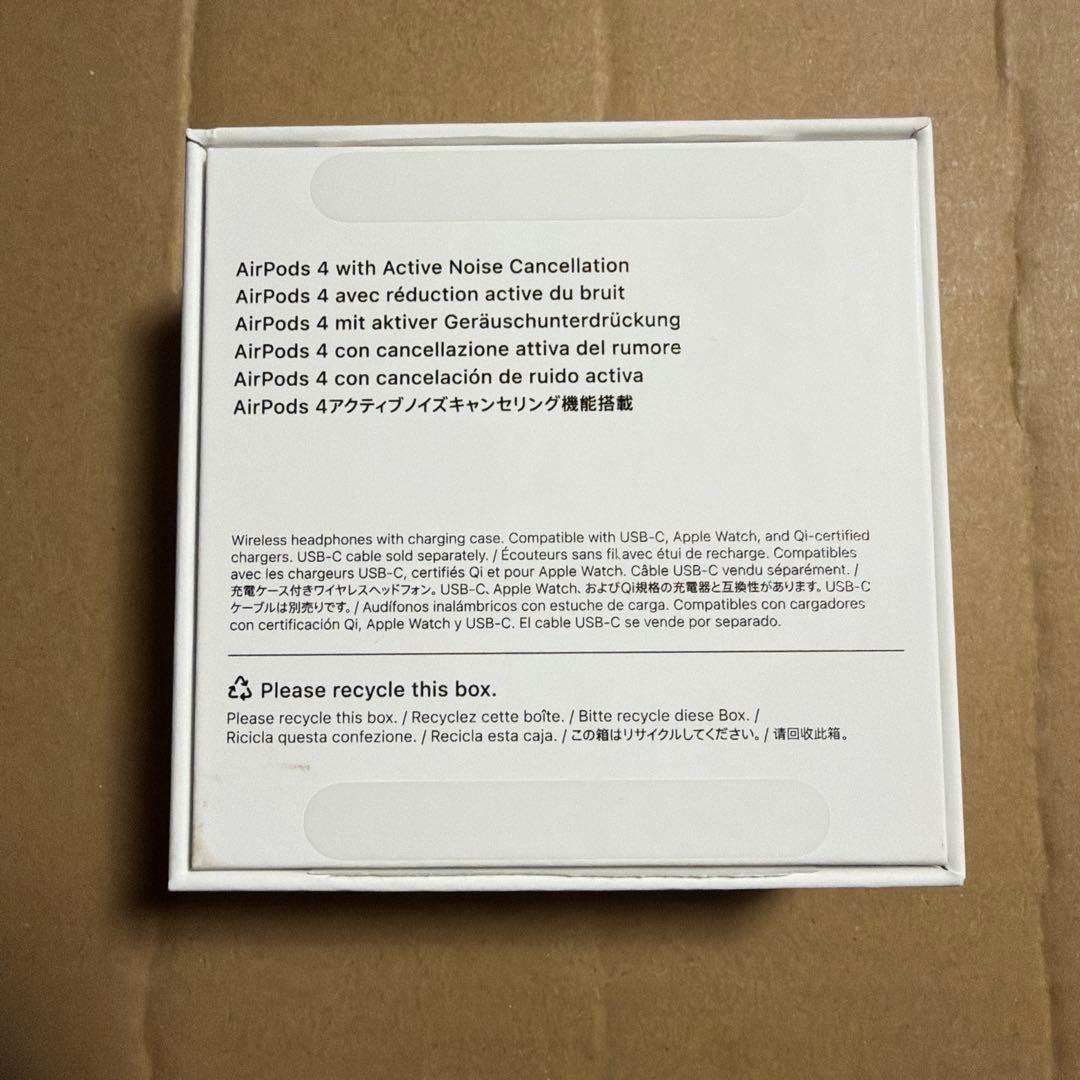 AirPods 4 with Active Noise Cancellation
AirPods 4 avec réduction active du bruit
AirPods 4 mit aktiver Geräuschunterdrückung
AirPods 4 con cancellazione attiva del rumore
AirPods 4 con cancelación de ruido activa
AirPods 4アクティブノイズキャンセリング機能搭載
Wireless headphones with charging case. Compatible with USB-C, Apple Watch, and Qi-certified
chargers. USB-C cable sold separately. / Écouteurs sans fil avec étui de recharge. Compatibles
avec les chargeurs USB-C, certifiés Qi et pour Apple Watch. Câble USB-C vendu séparément. /
充電ケース付きワイヤレスヘッドフォン。USB-C、Apple Watch、およびQi規格の充電器と互換性があります。USB-C
ケーブルは別売りです。/ Audífonos inalámbricos con estuche de carga. Compatibles con cargadores
con certificación Qi, Apple Watch y USB-C. El cable USB-C se vende por separado.
Please recycle this box.
Please recycle this box. / Recyclez cette boîte. / Bitte recycle diese Box. /
Ricicla questa confezione. / Recicla esta caja. / この箱はリサイクルしてください。/ 请回收此箱。